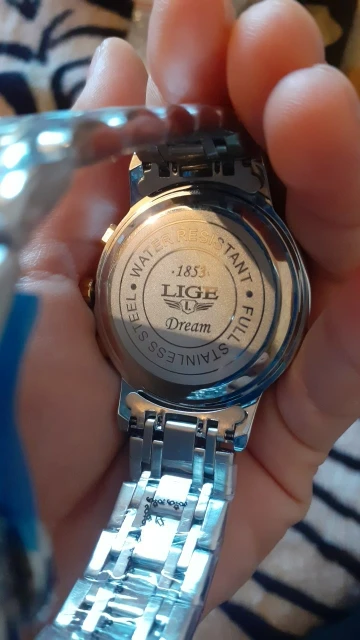 WATER RESISTANT
FULL STAINLESS STEEL
1853
LIGE
L
Dream